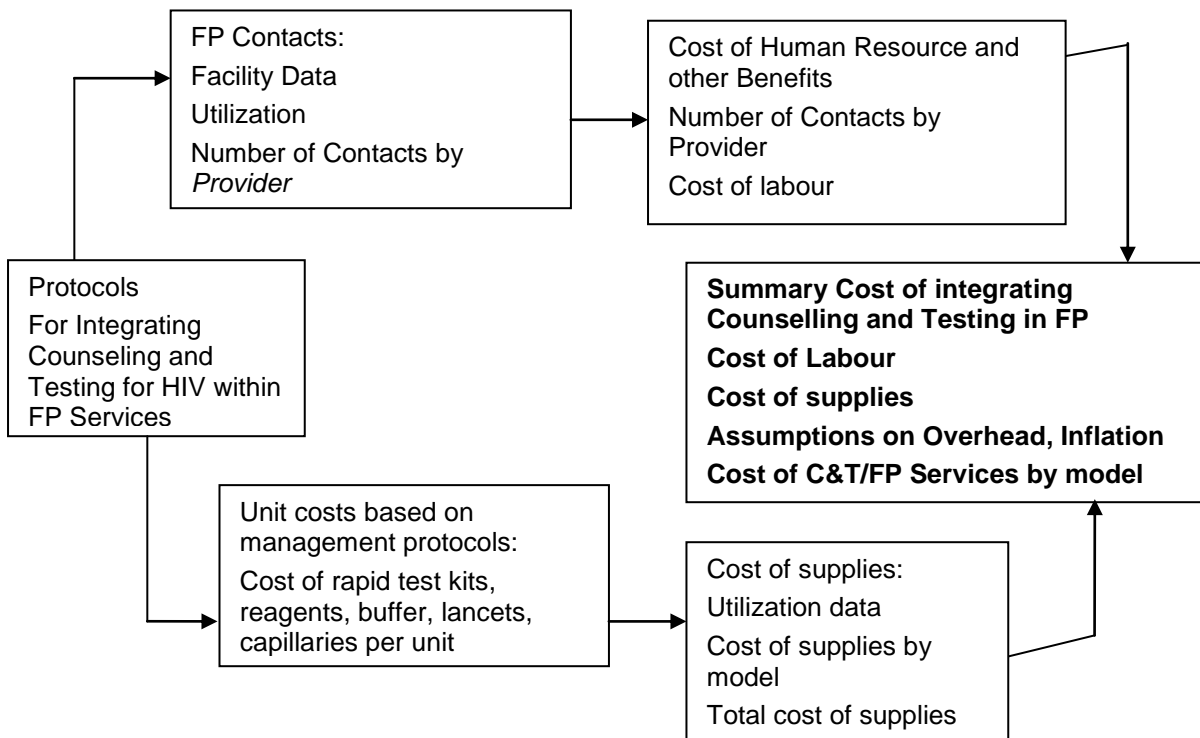 FP Contacts:
Facility Data
Utilization
Number of Contacts by
Provider
Cost of Human Resource and
other Benefits
Number of Contacts by
Provider
Cost of labour
Protocols
For Integrating
Counseling and
Testing for HIV within
FP Services
Summary Cost of integrating
Counselling and Testing in FP
Cost of Labour
Cost of supplies
Assumptions on Overhead, Inflation
Cost of C&T/FP Services by model
Unit costs based on
management protocols:
Cost of rapid test kits,
reagents, buffer, lancets,
capillaries per unit
Cost of supplies:
Utilization data
Cost of supplies by
model
Total cost of supplies